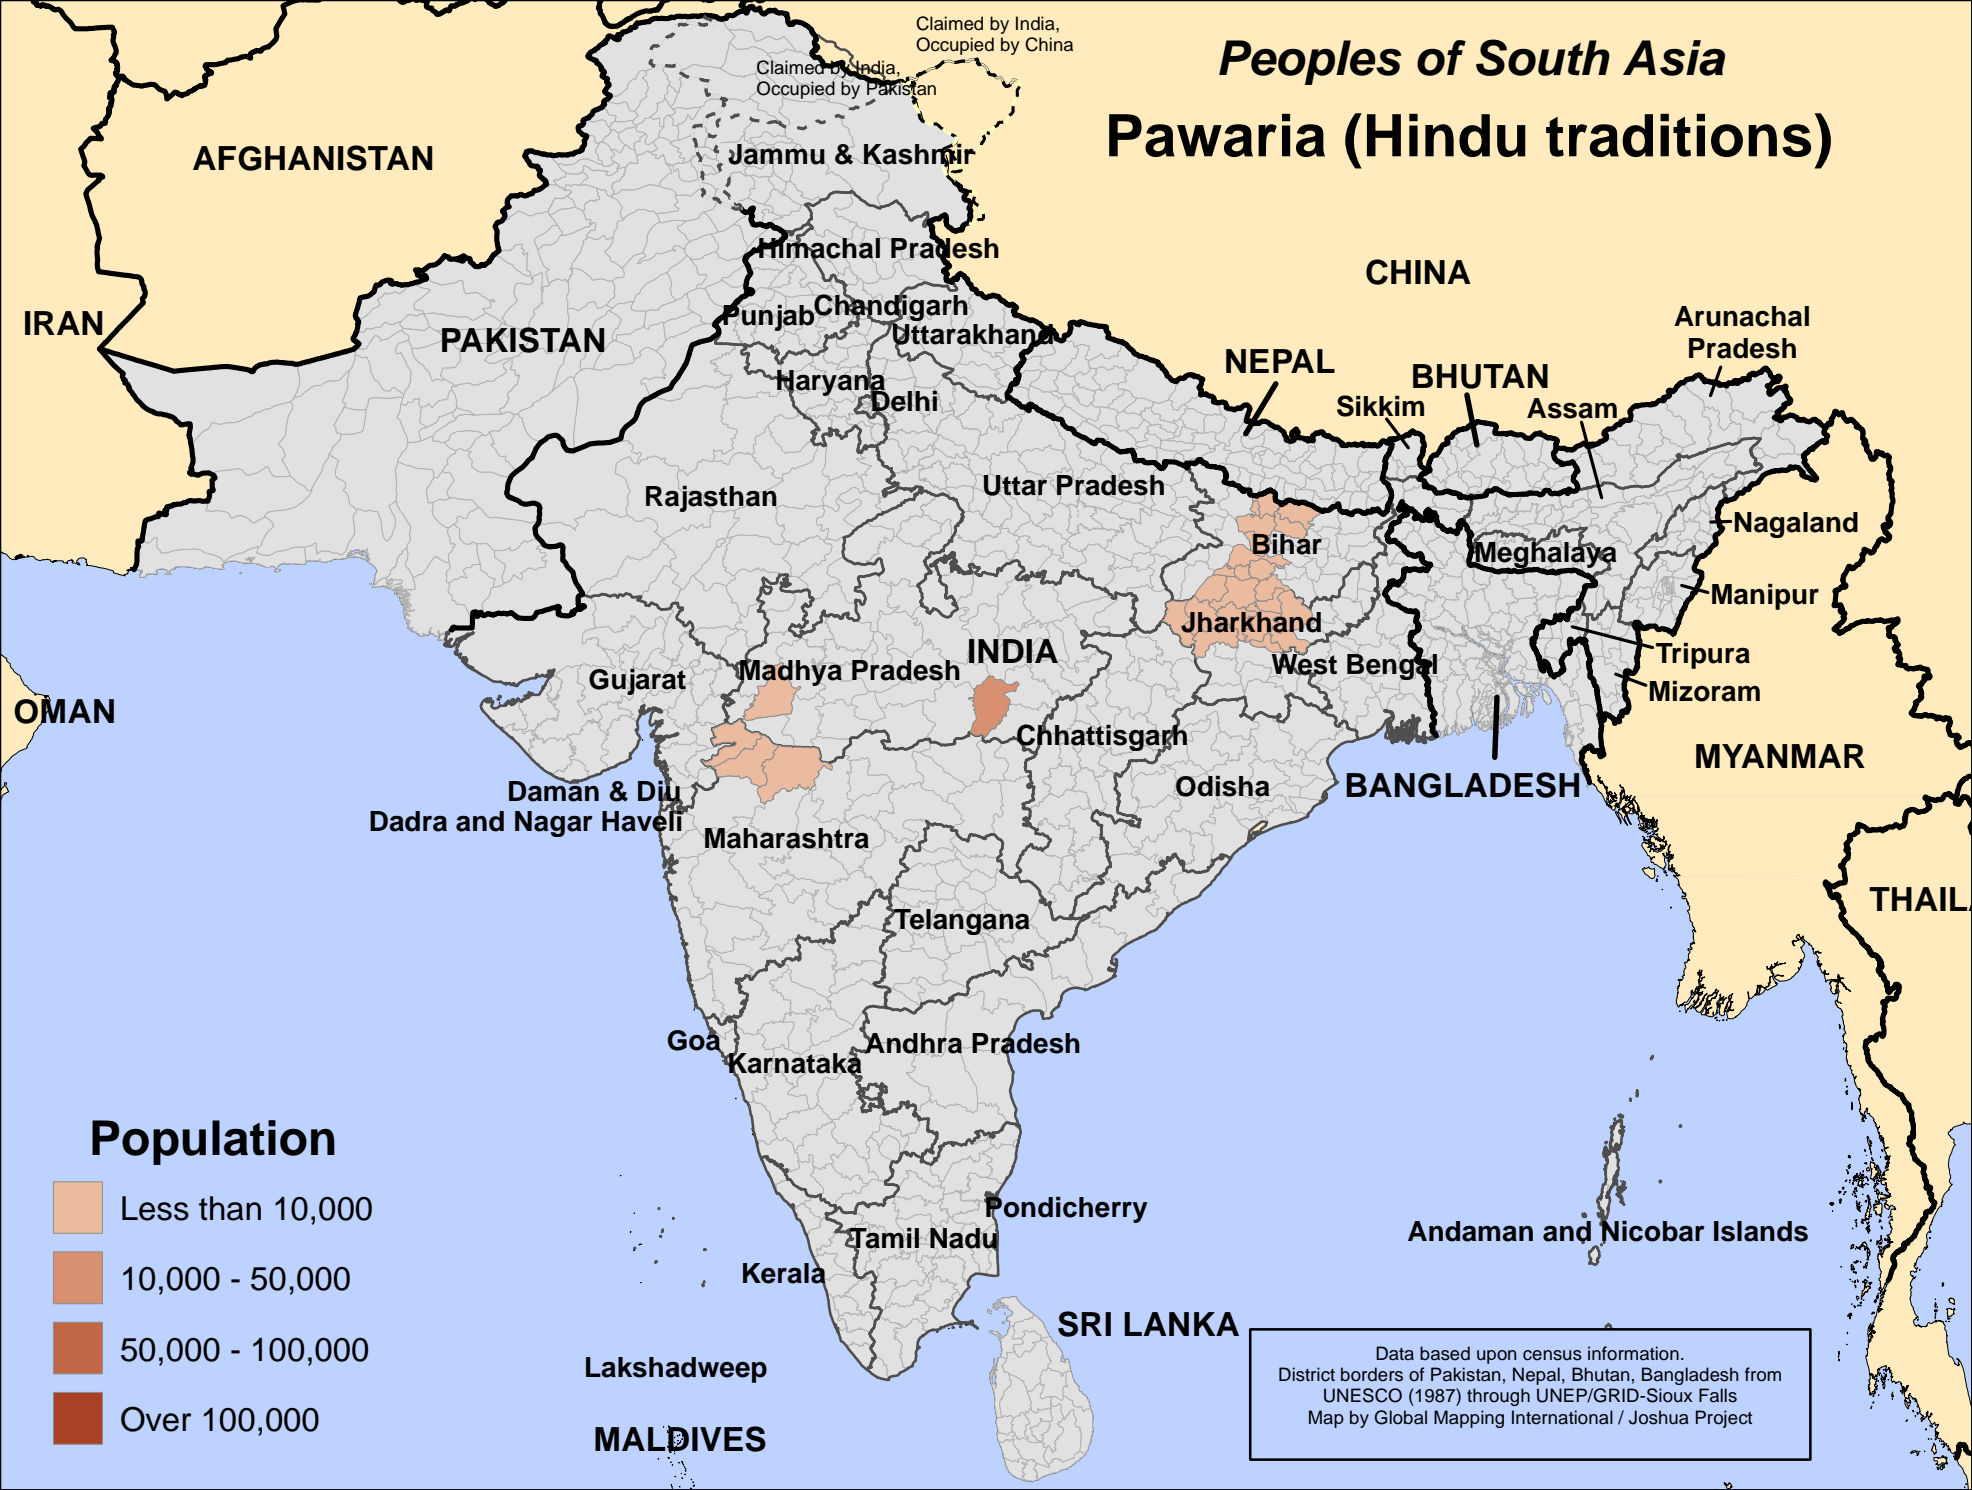 Claimed by India,
Occupied by China
Peoples of South Asia
Claimed by India,
Occupied by Pakistan
Pawaria (Hindu traditions)
AFGHANISTAN
Jammu & Kashmir
Himachal Pradesh
CHINA
IRAN
PAKISTAN
Punjab
Chandigarh
Uttarakhand
Arunachal
Pradesh
NEPAL
BHUTAN
Haryana
Delhi
Sikkim
Assam
Rajasthan
Uttar Pradesh
Nagaland
Bihar
Meghalaya
Manipur
Jharkhand
INDIA
Tripura
West Bengal
Madhya Pradesh
Gujarat
Mizoram
OMAN
Chhattisgarh
MYANMAR
Odisha
BANGLADESH
Daman & Diu
Dadra and Nagar Haveli
Maharashtra
THAIL
Telangana
Goa
Andhra Pradesh
Karnataka
Pondicherry
Andaman and Nicobar Islands
Tamil Nadu
Kerala
SRI LANKA
Lakshadweep
MALDIVES
Population
Less than 10,000
10,000 - 50,000
50,000 - 100,000
Over 100,000
Data based upon census information.
District borders of Pakistan, Nepal, Bhutan, Bangladesh from
UNESCO (1987) through UNEP/GRID-Sioux Falls
Map by Global Mapping International / Joshua Project